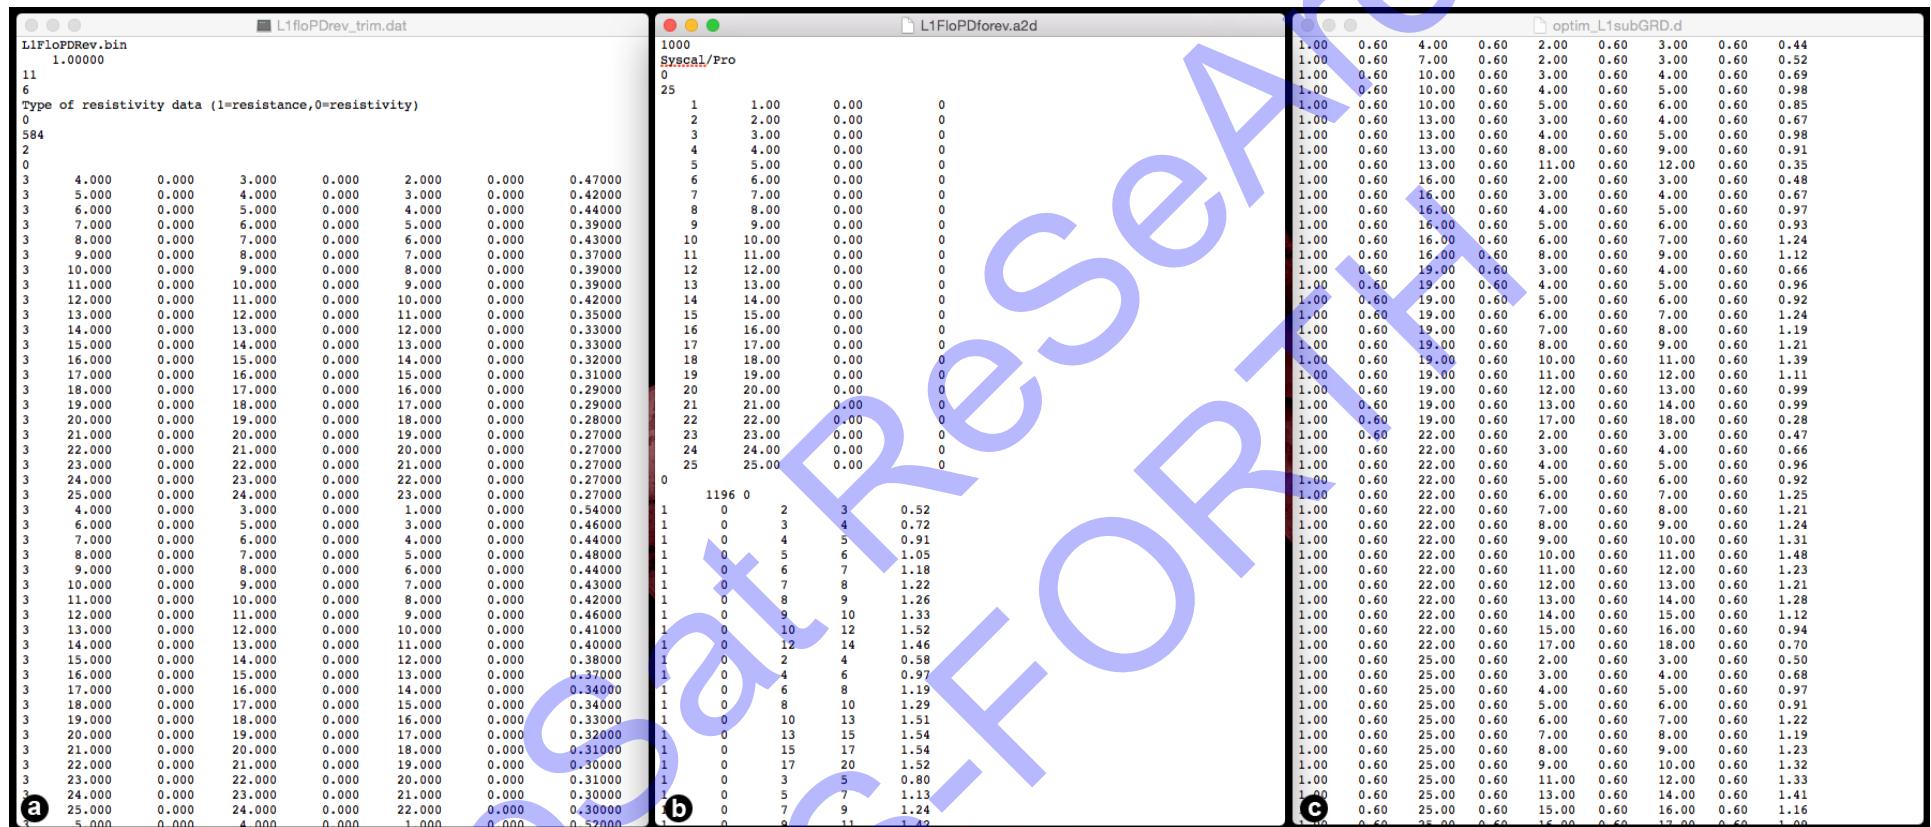 L1floPDrev_trim.dat
L1FloPDRev.bin
1.00000
11
6
Type of resistivity data (1=resistance,0=resistivity)
0
584
2
0
3 4.000 0.000 3.000 0.000 2.000 0.000 0.47000
3 5.000 0.000 4.000 0.000 3.000 0.000 0.42000
3 6.000 0.000 5.000 0.000 4.000 0.000 0.44000
3 7.000 0.000 6.000 0.000 5.000 0.000 0.39000
3 8.000 0.000 7.000 0.000 6.000 0.000 0.43000
3 9.000 0.000 8.000 0.000 7.000 0.000 0.37000
3 10.000 0.000 9.000 0.000 8.000 0.000 0.39000
3 11.000 0.000 10.000 0.000 9.000 0.000 0.39000
3 12.000 0.000 11.000 0.000 10.000 0.000 0.42000
3 13.000 0.000 12.000 0.000 11.000 0.000 0.35000
3 14.000 0.000 13.000 0.000 12.000 0.000 0.33000
3 15.000 0.000 14.000 0.000 13.000 0.000 0.33000
3 16.000 0.000 15.000 0.000 14.000 0.000 0.32000
3 17.000 0.000 16.000 0.000 15.000 0.000 0.31000
3 18.000 0.000 17.000 0.000 16.000 0.000 0.29000
3 19.000 0.000 18.000 0.000 17.000 0.000 0.29000
3 20.000 0.000 19.000 0.000 18.000 0.000 0.28000
3 21.000 0.000 20.000 0.000 19.000 0.000 0.27000
3 22.000 0.000 21.000 0.000 20.000 0.000 0.27000
3 23.000 0.000 22.000 0.000 21.000 0.000 0.27000
3 24.000 0.000 23.000 0.000 22.000 0.000 0.27000
3 25.000 0.000 24.000 0.000 23.000 0.000 0.27000
3 4.000 0.000 3.000 0.000 1.000 0.000 0.54000
3 6.000 0.000 5.000 0.000 3.000 0.000 0.46000
3 7.000 0.000 6.000 0.000 4.000 0.000 0.44000
3 8.000 0.000 7.000 0.000 5.000 0.000 0.48000
3 9.000 0.000 8.000 0.000 6.000 0.000 0.44000
3 10.000 0.000 9.000 0.000 7.000 0.000 0.43000
3 11.000 0.000 10.000 0.000 8.000 0.000 0.42000
3 12.000 0.000 11.000 0.000 9.000 0.000 0.46000
3 13.000 0.000 12.000 0.000 10.000 0.000 0.41000
3 14.000 0.000 13.000 0.000 11.000 0.000 0.40000
3 15.000 0.000 14.000 0.000 12.000 0.000 0.38000
3 16.000 0.000 15.000 0.000 13.000 0.000 0.37000
3 17.000 0.000 16.000 0.000 14.000 0.000 0.34000
3 18.000 0.000 17.000 0.000 15.000 0.000 0.34000
3 19.000 0.000 18.000 0.000 16.000 0.000 0.33000
3 20.000 0.000 19.000 0.000 17.000 0.000 0.32000
3 21.000 0.000 20.000 0.000 18.000 0.000 0.31000
3 22.000 0.000 21.000 0.000 19.000 0.000 0.30000
3 23.000 0.000 22.000 0.000 20.000 0.000 0.31000
3 24.000 0.000 23.000 0.000 21.000 0.000 0.30000
25.000 0.000 24.000 0.000 22.000 0.000 0.30000
3 5.000 0.000 4.000 0.000 1.000 0.000 0.52000
a
L1FloPDforev.a2d
1000
Syscal/Pro
0
25
1 1.00 0.00 0
2 2.00 0.00 0
3 3.00 0.00 0
4 4.00 0.00 0
5 5.00 0.00 0
6 6.00 0.00 0
7 7.00 0.00 0
8 8.00 0.00 0
9 9.00 0.00 0
10 10.00 0.00 0
11 11.00 0.00 0
12 12.00 0.00 0
13 13.00 0.00 0
14 14.00 0.00 0
15 15.00 0.00 0
16 16.00 0.00 0
17 17.00 0.00 0
18 18.00 0.00 0
19 19.00 0.00 0
20 20.00 0.00 0
21 21.00 0.00 0
22 22.00 0.00 0
23 23.00 0.00 0
24 24.00 0.00 0
25 25.00 0.00 0
0
1196 0
1 0 2 3 0.52
1 0 3 4 0.72
1 0 4 5 0.91
1 0 5 6 1.05
1 0 6 7 1.18
1 0 7 8 1.22
1 0 8 9 1.26
1 0 9 10 1.33
1 0 10 12 1.52
1 0 12 14 1.46
1 0 2 4 0.58
1 0 4 6 0.97
1 0 6 8 1.19
1 0 8 10 1.29
1 0 10 13 1.51
1 0 13 15 1.54
1 0 15 17 1.54
1 0 17 20 1.52
1 0 3 5 0.80
1 0 5 7 1.13
0 7 9 1.24
0 9 11 1.42
b
optim_L1subGRD.d
1.00 0.60 4.00 0.60 2.00 0.60 3.00 0.60 0.44
1.00 0.60 7.00 0.60 2.00 0.60 3.00 0.60 0.52
1.00 0.60 10.00 0.60 3.00 0.60 4.00 0.60 0.69
1.00 0.60 10.00 0.60 4.00 0.60 5.00 0.60 0.98
1.00 0.60 10.00 0.60 5.00 0.60 6.00 0.60 0.85
1.00 0.60 13.00 0.60 3.00 0.60 4.00 0.60 0.67
1.00 0.60 13.00 0.60 4.00 0.60 5.00 0.60 0.98
1.00 0.60 13.00 0.60 8.00 0.60 9.00 0.60 0.91
1.00 0.60 13.00 0.60 11.00 0.60 12.00 0.60 0.35
1.00 0.60 16.00 0.60 2.00 0.60 3.00 0.60 0.48
1.00 0.60 16.00 0.60 3.00 0.60 4.00 0.60 0.67
1.00 0.60 16.00 0.60 4.00 0.60 5.00 0.60 0.97
1.00 0.60 16.00 0.60 5.00 0.60 6.00 0.60 0.93
1.00 0.60 16.00 0.60 6.00 0.60 7.00 0.60 1.24
1.00 0.60 16.00 0.60 8.00 0.60 9.00 0.60 1.12
1.00 0.60 19.00 0.60 3.00 0.60 4.00 0.60 0.66
1.00 0.60 19.00 0.60 4.00 0.60 5.00 0.60 0.96
1.00 0.60 19.00 0.60 5.00 0.60 6.00 0.60 0.92
1.00 0.60 19.00 0.60 6.00 0.60 7.00 0.60 1.24
1.00 0.60 19.00 0.60 7.00 0.60 8.00 0.60 1.19
1.00 0.60 19.00 0.60 8.00 0.60 9.00 0.60 1.21
1.00 0.60 19.00 0.60 10.00 0.60 11.00 0.60 1.39
1.00 0.60 19.00 0.60 11.00 0.60 12.00 0.60 1.11
1.00 0.60 19.00 0.60 12.00 0.60 13.00 0.60 0.99
1.00 0.60 19.00 0.60 13.00 0.60 14.00 0.60 0.99
1.00 0.60 19.00 0.60 17.00 0.60 18.00 0.60 0.28
1.00 0.60 22.00 0.60 2.00 0.60 3.00 0.60 0.47
1.00 0.60 22.00 0.60 3.00 0.60 4.00 0.60 0.66
1.00 0.60 22.00 0.60 4.00 0.60 5.00 0.60 0.96
1.00 0.60 22.00 0.60 5.00 0.60 6.00 0.60 0.92
1.00 0.60 22.00 0.60 6.00 0.60 7.00 0.60 1.25
1.00 0.60 22.00 0.60 7.00 0.60 8.00 0.60 1.21
1.00 0.60 22.00 0.60 8.00 0.60 9.00 0.60 1.24
1.00 0.60 22.00 0.60 9.00 0.60 10.00 0.60 1.31
1.00 0.60 22.00 0.60 10.00 0.60 11.00 0.60 1.48
1.00 0.60 22.00 0.60 11.00 0.60 12.00 0.60 1.23
1.00 0.60 22.00 0.60 12.00 0.60 13.00 0.60 1.21
1.00 0.60 22.00 0.60 13.00 0.60 14.00 0.60 1.28
1.00 0.60 22.00 0.60 14.00 0.60 15.00 0.60 1.12
1.00 0.60 22.00 0.60 15.00 0.60 16.00 0.60 0.94
1.00 0.60 22.00 0.60 17.00 0.60 18.00 0.60 0.70
1.00 0.60 25.00 0.60 2.00 0.60 3.00 0.60 0.50
1.00 0.60 25.00 0.60 3.00 0.60 4.00 0.60 0.68
1.00 0.60 25.00 0.60 4.00 0.60 5.00 0.60 0.97
1.00 0.60 25.00 0.60 5.00 0.60 6.00 0.60 0.91
1.00 0.60 25.00 0.60 6.00 0.60 7.00 0.60 1.22
1.00 0.60 25.00 0.60 7.00 0.60 8.00 0.60 1.19
1.00 0.60 25.00 0.60 8.00 0.60 9.00 0.60 1.23
1.00 0.60 25.00 0.60 9.00 0.60 10.00 0.60 1.32
1.00 0.60 25.00 0.60 11.00 0.60 12.00 0.60 1.33
1.00 0.60 25.00 0.60 13.00 0.60 14.00 0.60 1.41
0.60 25.00 0.60 15.00 0.60 16.00 0.60 1.16
c
Sat ReSeAr
S-FORTH